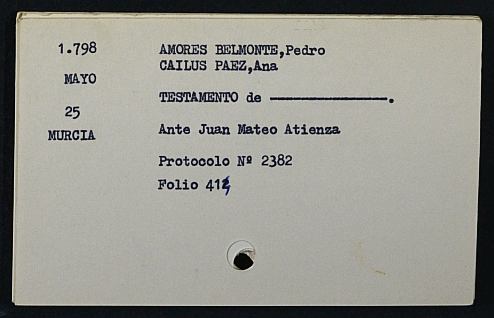 1.798
MAYO
25
MURCIA
AMORES BELMONTE,Pedro
CAILUS PAEZ,Ana
TESTAMENTO de ——————————.
Ante Juan Mateo Atienza
Protocolo Nº 2382
Folio